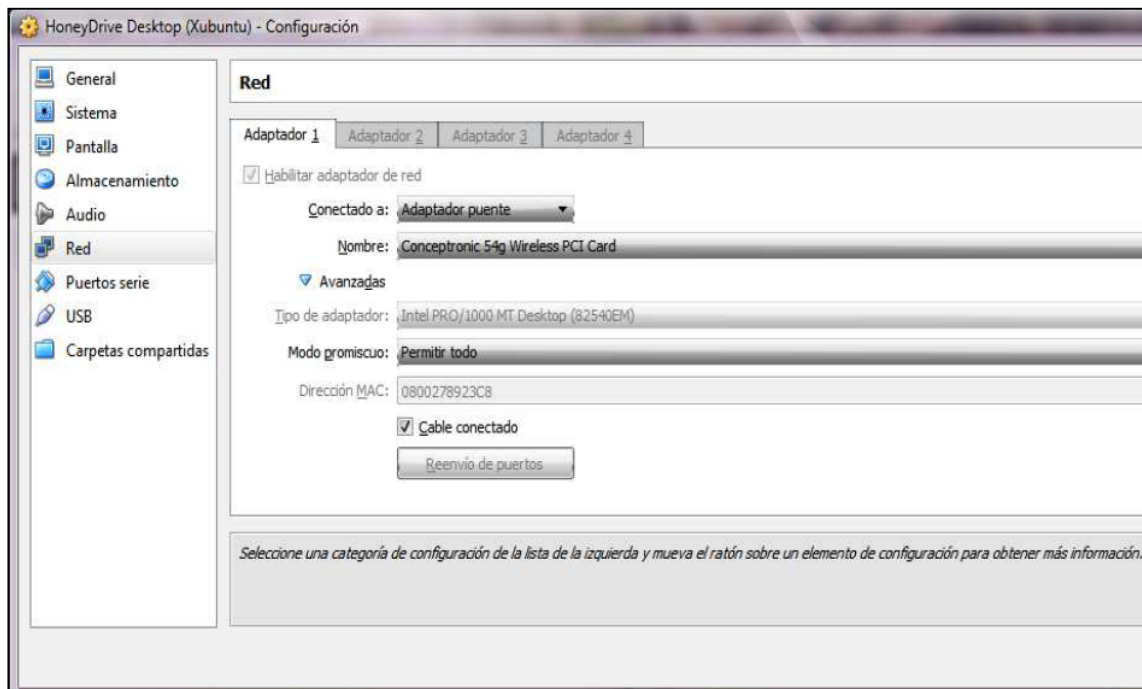 HoneyDrive Desktop (Xubuntu) - Configuración
General
Sistema
Pantalla
Almacenamiento
Audio
Red
Puertos serie
USB
Carpetas compartidas
Red
Adaptador 1 Adaptador 2 Adaptador 3 Adaptador 4
Habilitar adaptador de red
Conectado a: Adaptador puente
Nombre: Conceptronic 54g Wireless PCI Card
Avanzadas
Tipo de adaptador: Intel PRO/1000 MT Desktop (82540EM)
Modo promiscuo: Permitir todo
Dirección MAC: 0800278923C8
Cable conectado
Reenvío de puertos
Seleccione una categoría de configuración de la lista de la izquierda y mueva el ratón sobre un elemento de configuración para obtener más información.